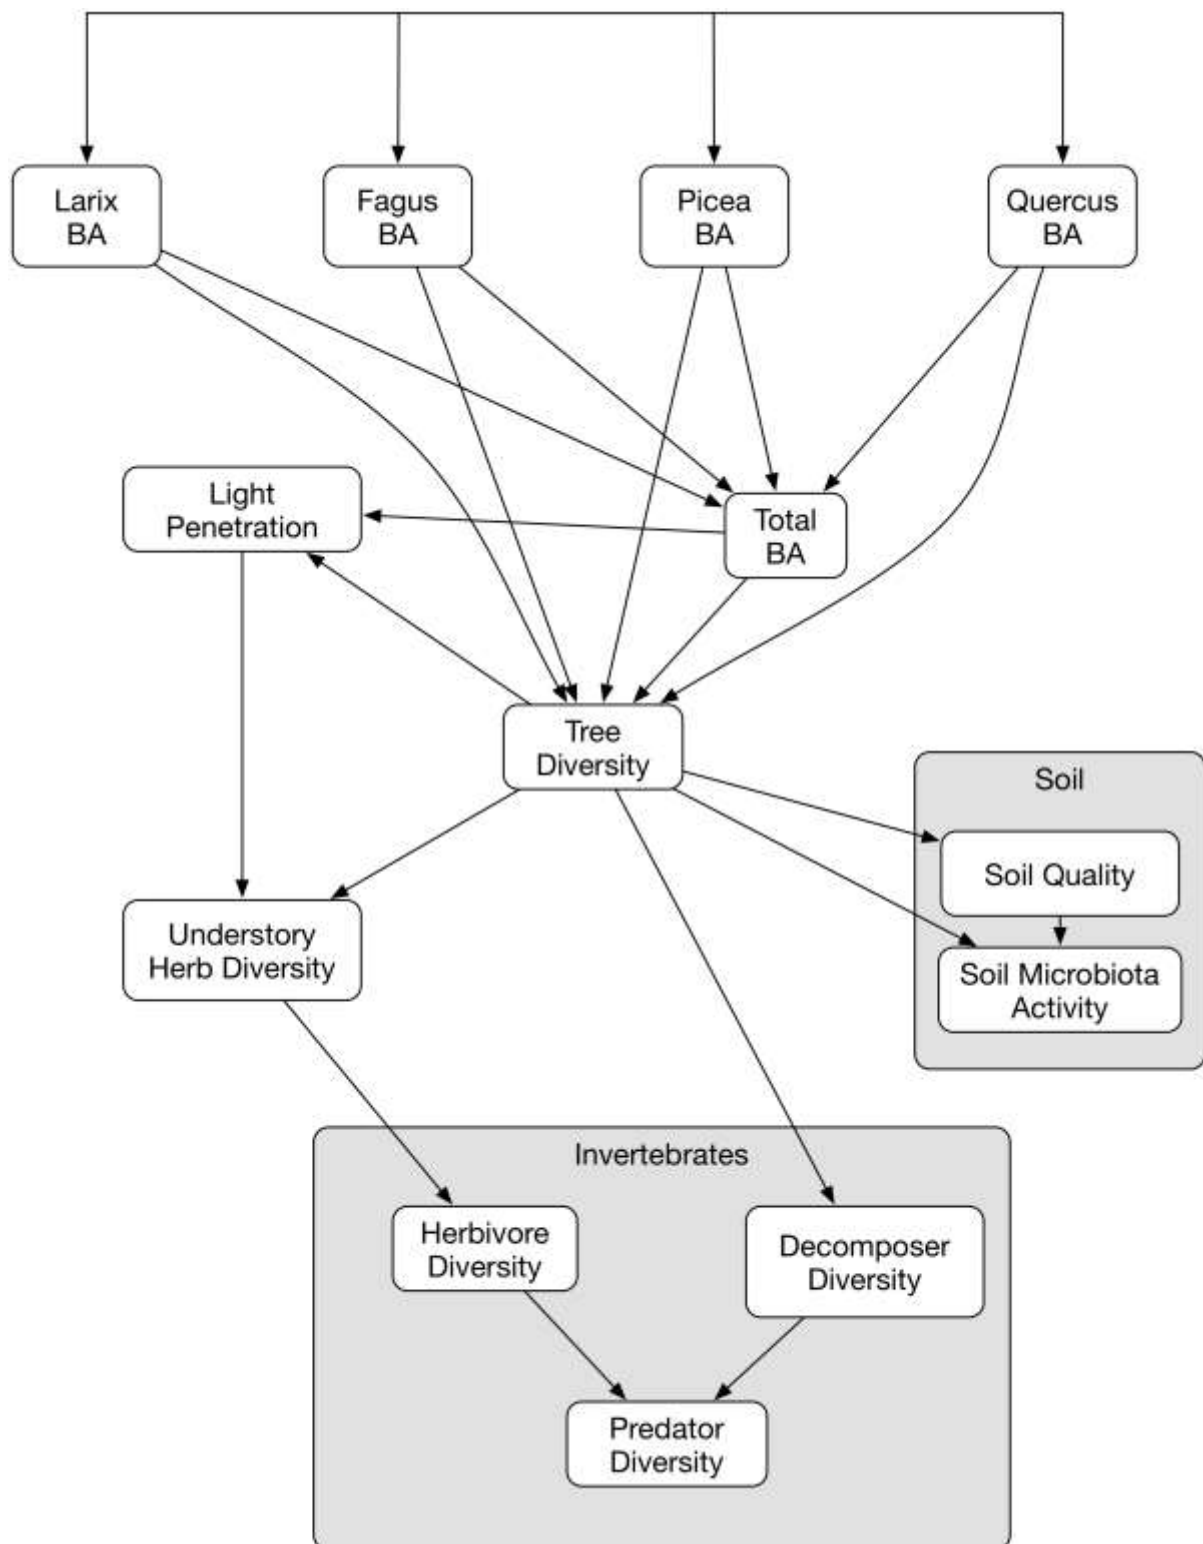 Larix
BA
Fagus
BA
Picea
BA
Quercus
BA
Light
Penetration
Total
BA
Tree
Diversity
Soil
Soil Quality
Soil Microbiota
Activity
Understory
Herb Diversity
Invertebrates
Herbivore
Diversity
Decomposer
Diversity
Predator
Diversity